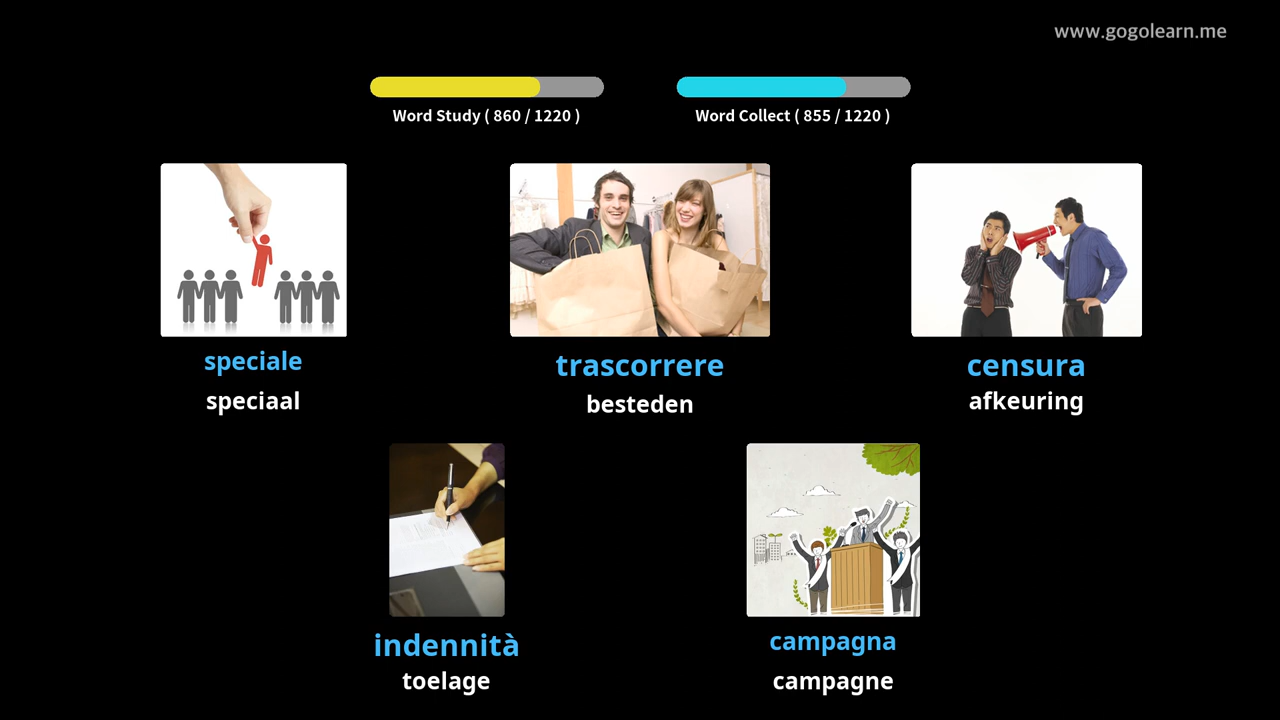 www.gogolearn.me
Word Study ( 860 / 1220 )
Word Collect ( 855 / 1220 )
speciale
speciaal
trascorrere
besteden
censura
afkeuring
indennità
toelage
campagna
campagne